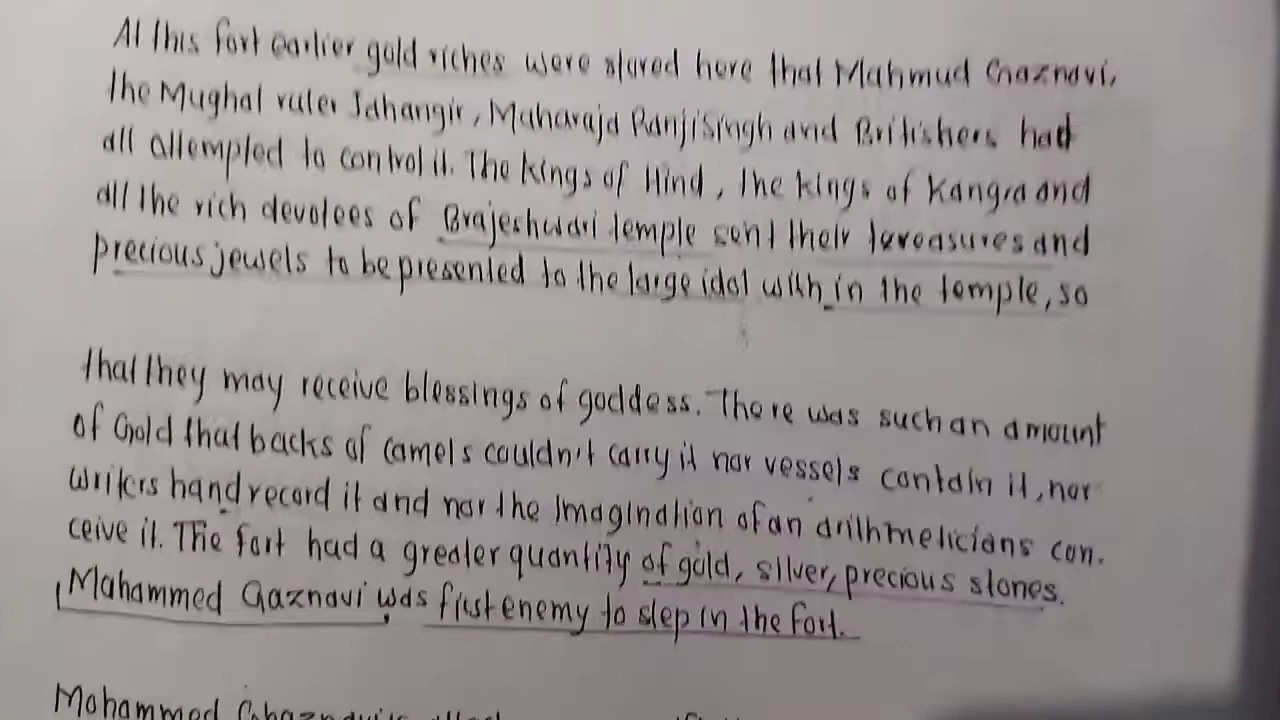 At this fort earlier gold riches were stared here that Mahmud Gaznavi,
the Mughal ruler Jahangir, Maharaja Ranjisingh and Britishers had
all attempted to control it. The kings of Hind, the kings of Kangra and
all the rich devotees of Brajeshwari temple sent their tereasures and
precious jewels to be presented to the large idol with in the temple, so
that they may receive blessings of goddess. There was such an amount
of Gold that backs of camels couldn't carry it nor vessels contain it, nor
writers hand record it and nor the Imagination of an arithmeticians con.
ceive it. The fort had a greater quantity of gold, silver, precious stones.
Mahammed Gaznavi was first enemy to step in the fort.
Mohammed